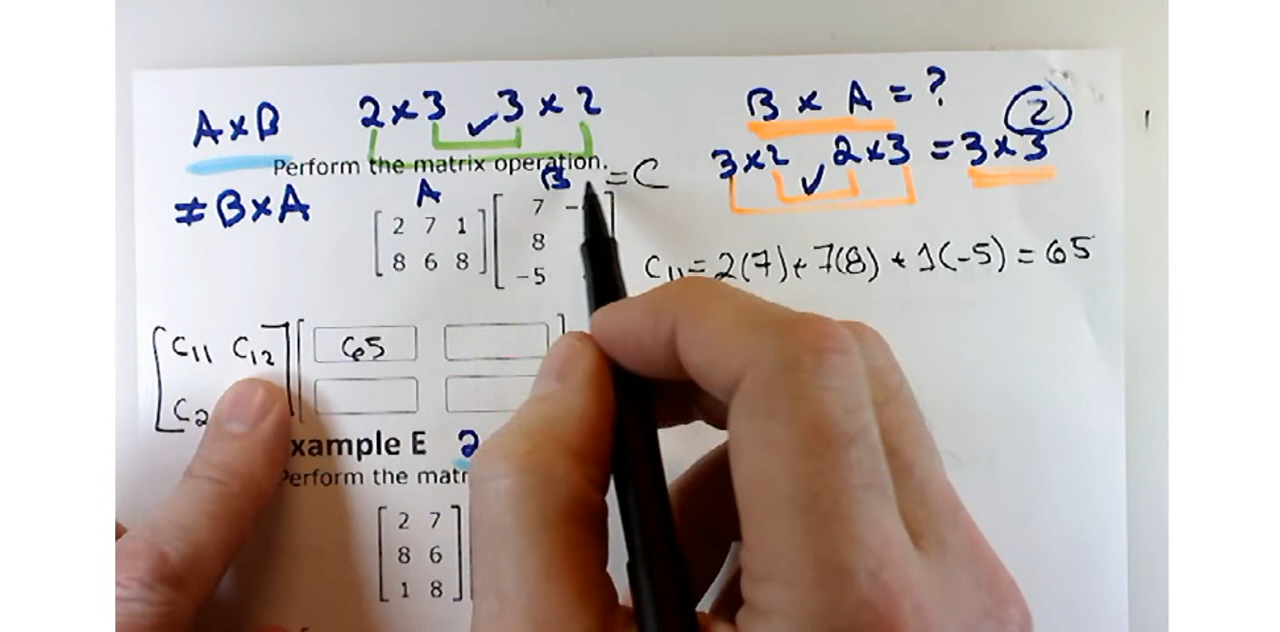 A×B 2×3 ✓ 3×2 B × A = ? ②
Perform the matrix operation. 3×2 ✓ 2×3 = 3×3
≠ B×A A B = C
2 7 1 7 -
8 6 8 8
-5
C11 = 2(7) + 7(8) + 1(-5) = 65
C11 C12 65
C2
xample E 2
Perform the matr
2 7
8 6
1 8